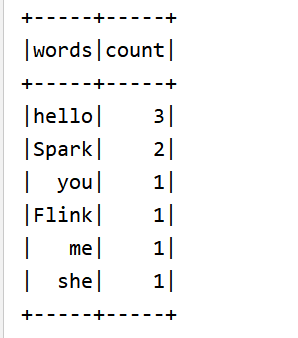 +-----+-----+
|words|count|
+-----+-----+
|hello|    3|
|Spark|    2|
|  you|    1|
|Flink|    1|
|   me|    1|
|  she|    1|
+-----+-----+